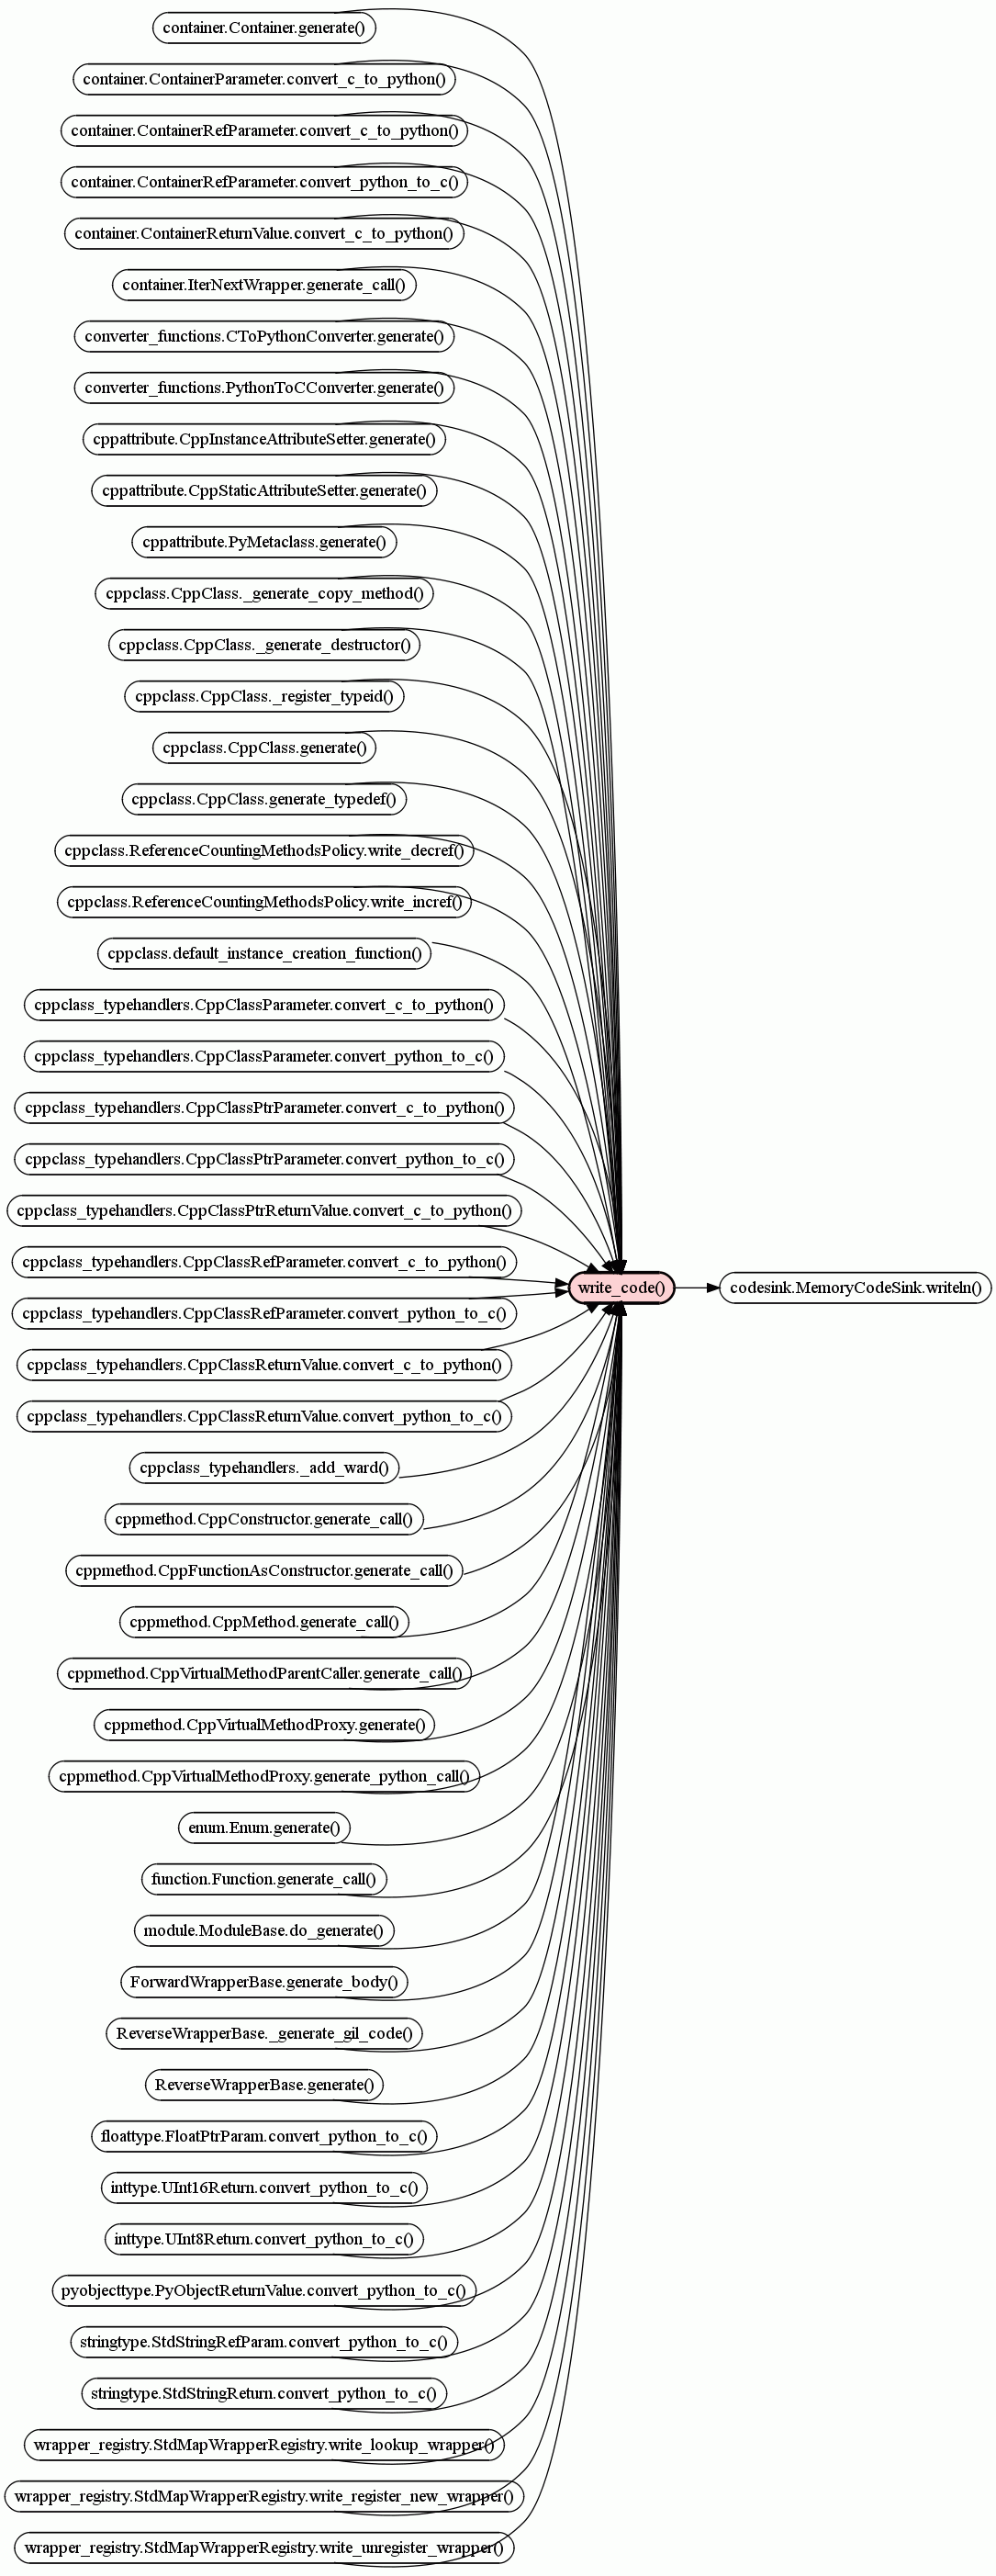 container.Container.generate()
container.ContainerParameter.convert_c_to_python()
container.ContainerRefParameter.convert_c_to_python()
container.ContainerRefParameter.convert_python_to_c()
container.ContainerReturnValue.convert_c_to_python()
container.IterNextWrapper.generate_call()
converter_functions.CToPythonConverter.generate()
converter_functions.PythonToCConverter.generate()
cppattribute.CppInstanceAttributeSetter.generate()
cppattribute.CppStaticAttributeSetter.generate()
cppattribute.PyMetaclass.generate()
cppclass.CppClass._generate_copy_method()
cppclass.CppClass._generate_destructor()
cppclass.CppClass._register_typeid()
cppclass.CppClass.generate()
cppclass.CppClass.generate_typedef()
cppclass.ReferenceCountingMethodsPolicy.write_decref()
cppclass.ReferenceCountingMethodsPolicy.write_incref()
cppclass.default_instance_creation_function()
cppclass_typehandlers.CppClassParameter.convert_c_to_python()
cppclass_typehandlers.CppClassParameter.convert_python_to_c()
cppclass_typehandlers.CppClassPtrParameter.convert_c_to_python()
cppclass_typehandlers.CppClassPtrParameter.convert_python_to_c()
cppclass_typehandlers.CppClassPtrReturnValue.convert_c_to_python()
cppclass_typehandlers.CppClassRefParameter.convert_c_to_python()
write_code()
codesink.MemoryCodeSink.writeln()
cppclass_typehandlers.CppClassRefParameter.convert_python_to_c()
cppclass_typehandlers.CppClassReturnValue.convert_c_to_python()
cppclass_typehandlers.CppClassReturnValue.convert_python_to_c()
cppclass_typehandlers._add_ward()
cppmethod.CppConstructor.generate_call()
cppmethod.CppFunctionAsConstructor.generate_call()
cppmethod.CppMethod.generate_call()
cppmethod.CppVirtualMethodParentCaller.generate_call()
cppmethod.CppVirtualMethodProxy.generate()
cppmethod.CppVirtualMethodProxy.generate_python_call()
enum.Enum.generate()
function.Function.generate_call()
module.ModuleBase.do_generate()
ForwardWrapperBase.generate_body()
ReverseWrapperBase._generate_gil_code()
ReverseWrapperBase.generate()
floattype.FloatPtrParam.convert_python_to_c()
inttype.UInt16Return.convert_python_to_c()
inttype.UInt8Return.convert_python_to_c()
pyobjecttype.PyObjectReturnValue.convert_python_to_c()
stringtype.StdStringRefParam.convert_python_to_c()
stringtype.StdStringReturn.convert_python_to_c()
wrapper_registry.StdMapWrapperRegistry.write_lookup_wrapper()
wrapper_registry.StdMapWrapperRegistry.write_register_new_wrapper()
wrapper_registry.StdMapWrapperRegistry.write_unregister_wrapper()